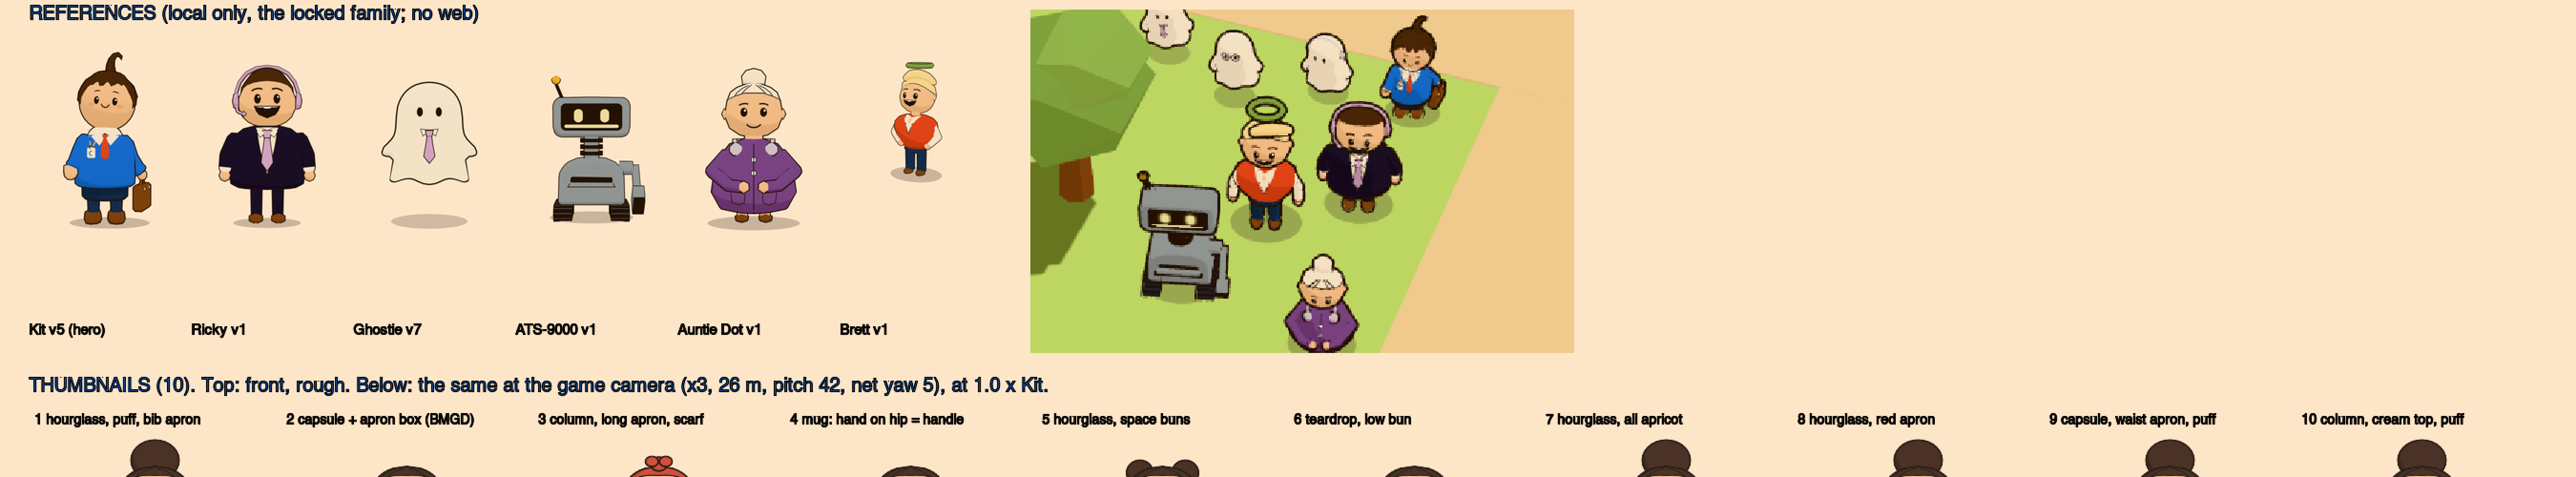 REFERENCES (local only, the locked family; no web)
Kit v5 (hero)
Ricky v1
Ghostie v7
ATS-9000 v1
Auntie Dot v1
Brett v1
THUMBNAILS (10). Top: front, rough. Below: the same at the game camera (x3, 26 m, pitch 42, net yaw 5), at 1.0 x Kit.
1 hourglass, puff, bib apron
2 capsule + apron box (BMGD)
3 column, long apron, scarf
4 mug: hand on hip = handle
5 hourglass, space buns
6 teardrop, low bun
7 hourglass, all apricot
8 hourglass, red apron
9 capsule, waist apron, puff
10 column, cream top, puff